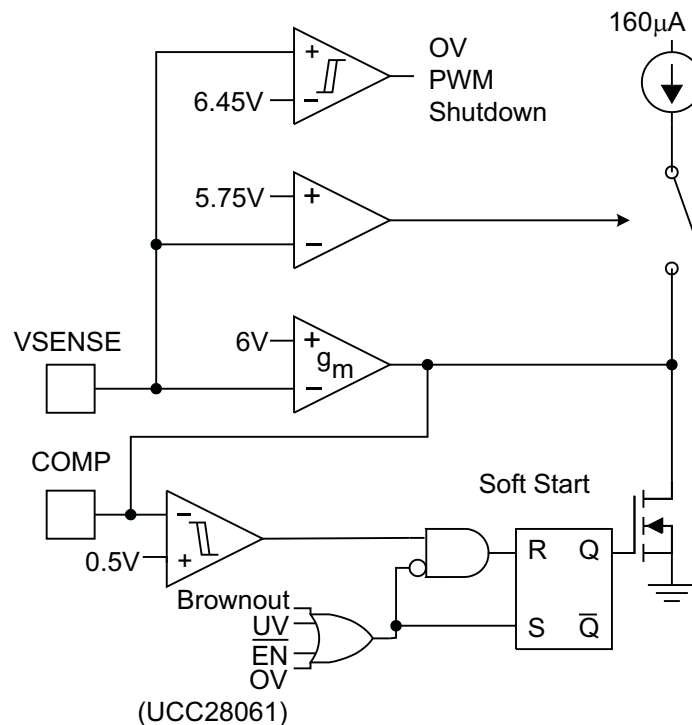 160μA
OV
PWM
Shutdown
+
6.45V
−
5.75V
+
−
VSENSE
6V
+
gm
−
COMP
Soft Start
−
0.5V
+
R Q
Brownout
UV
S Q̅
E̅N̅
OV
(UCC28061)